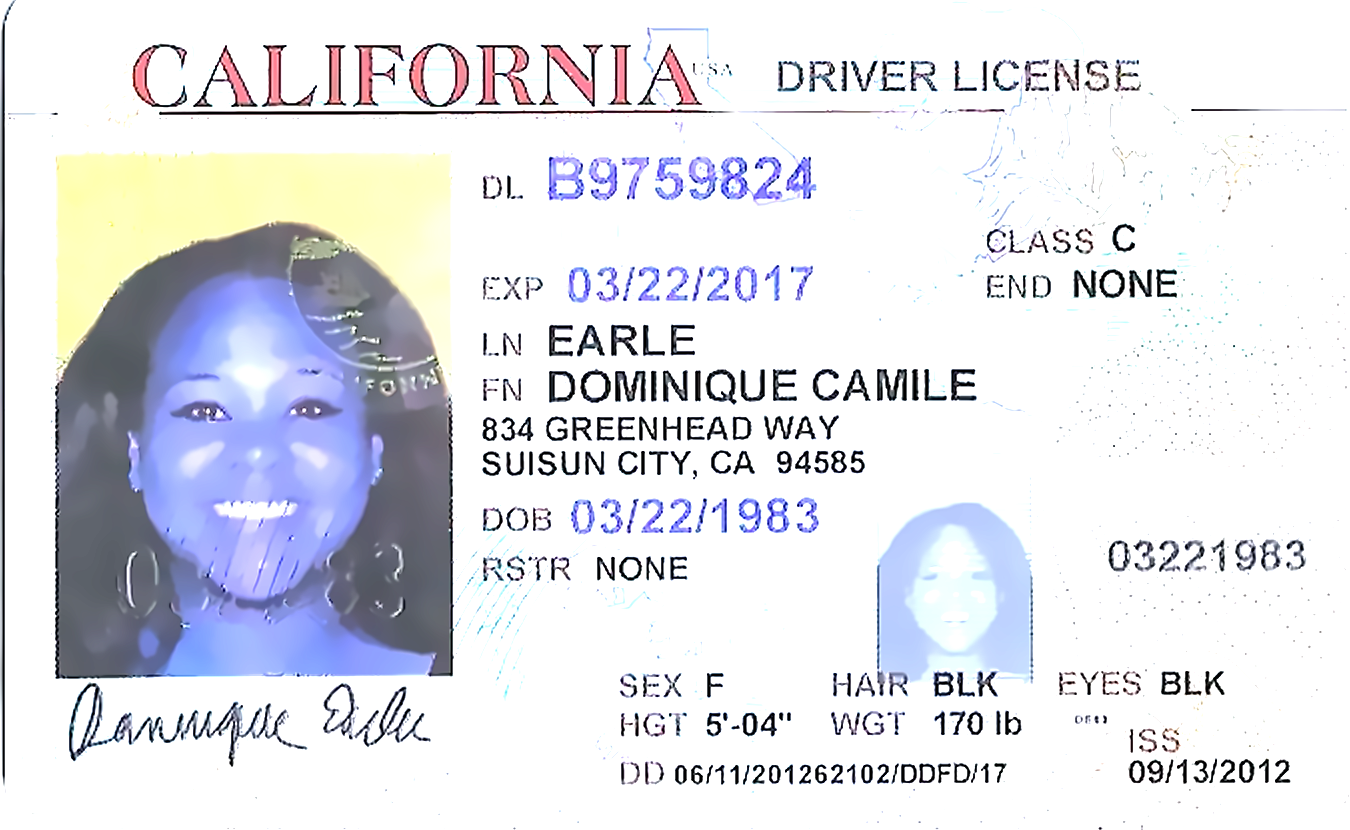 CALIFORNIA USA DRIVER LICENSE
DL B9759824
CLASS C
EXP 03/22/2017
END NONE
LN EARLE
FN DOMINIQUE CAMILE
834 GREENHEAD WAY
SUISUN CITY, CA 94585
DOB 03/22/1983
RSTR NONE
03221983
SEX F HAIR BLK EYES BLK
HGT 5'-04" WGT 170 lb
ISS
DD 06/11/201262102/DDFD/17 09/13/2012
Dominique Earle